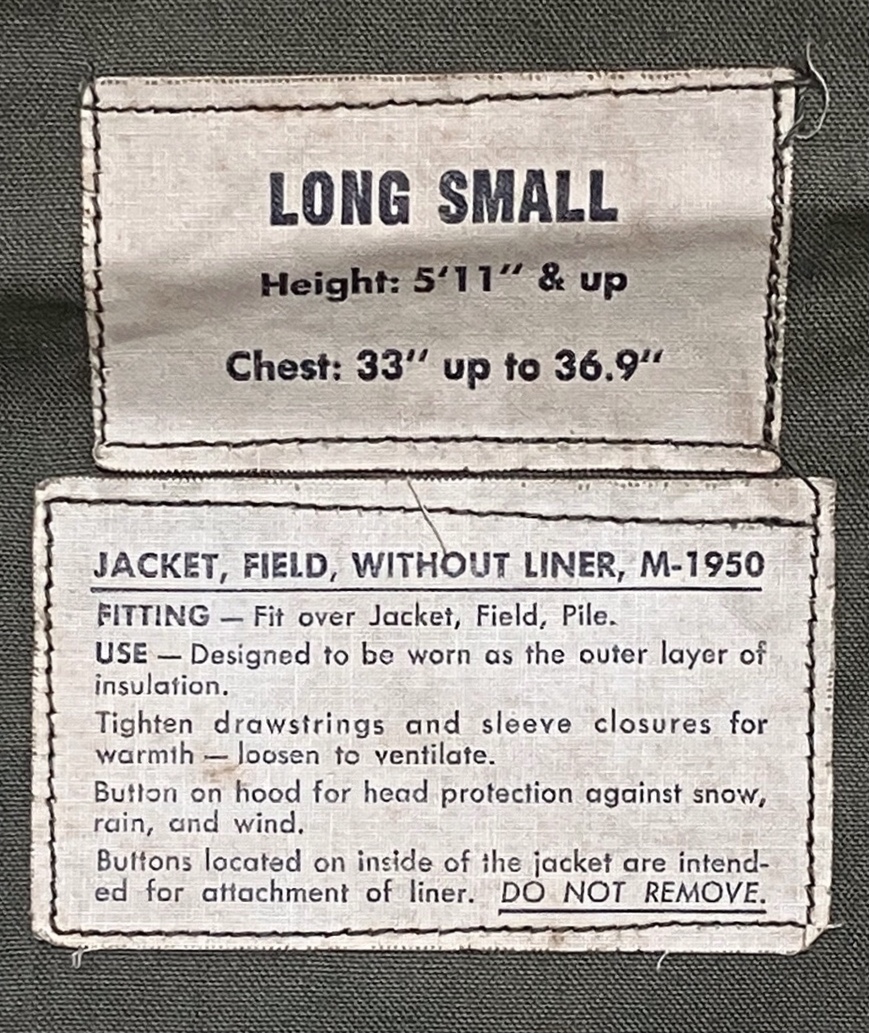 LONG SMALL
Height: 5'11" & up
Chest: 33" up to 36.9"
JACKET, FIELD, WITHOUT LINER, M-1950
FITTING — Fit over Jacket, Field, Pile.
USE — Designed to be worn as the outer layer of
insulation.
Tighten drawstrings and sleeve closures for
warmth — loosen to ventilate.
Button on hood for head protection against snow,
rain, and wind.
Buttons located on inside of the jacket are intend-
ed for attachment of liner. DO NOT REMOVE.